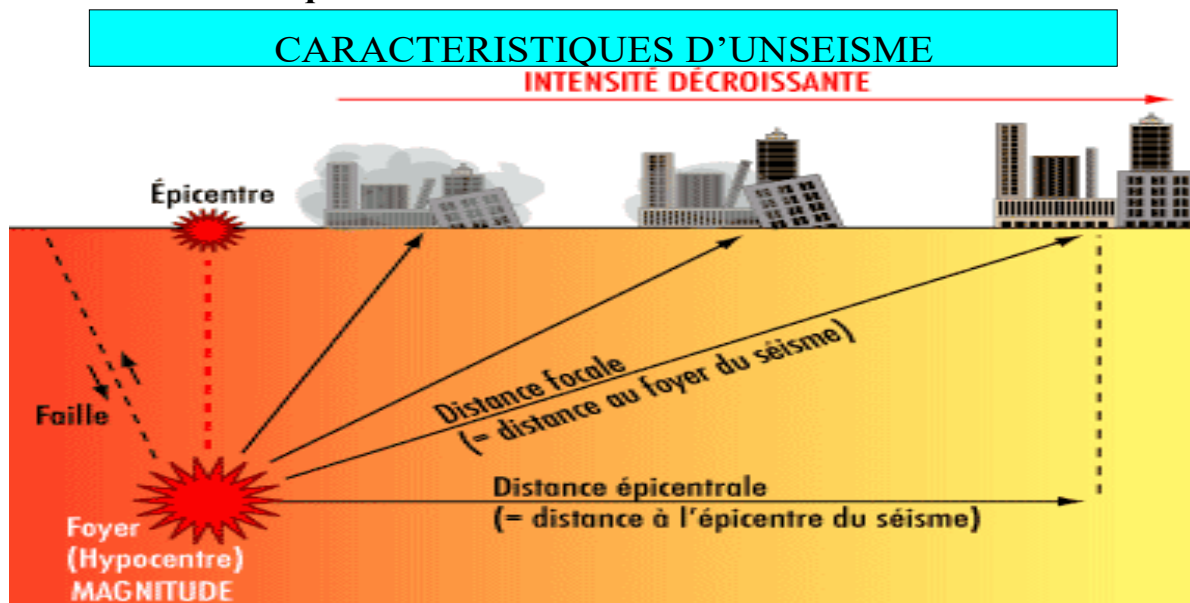 CARACTERISTIQUES D'UNSEISME
INTENSITÉ DÉCROISSANTE
Épicentre
Faille
Distance focale
(= distance au foyer du séisme)
Distance épicentrale
(= distance à l'épicentre du séisme)
Foyer
(Hypocentre)
MAGNITUDE